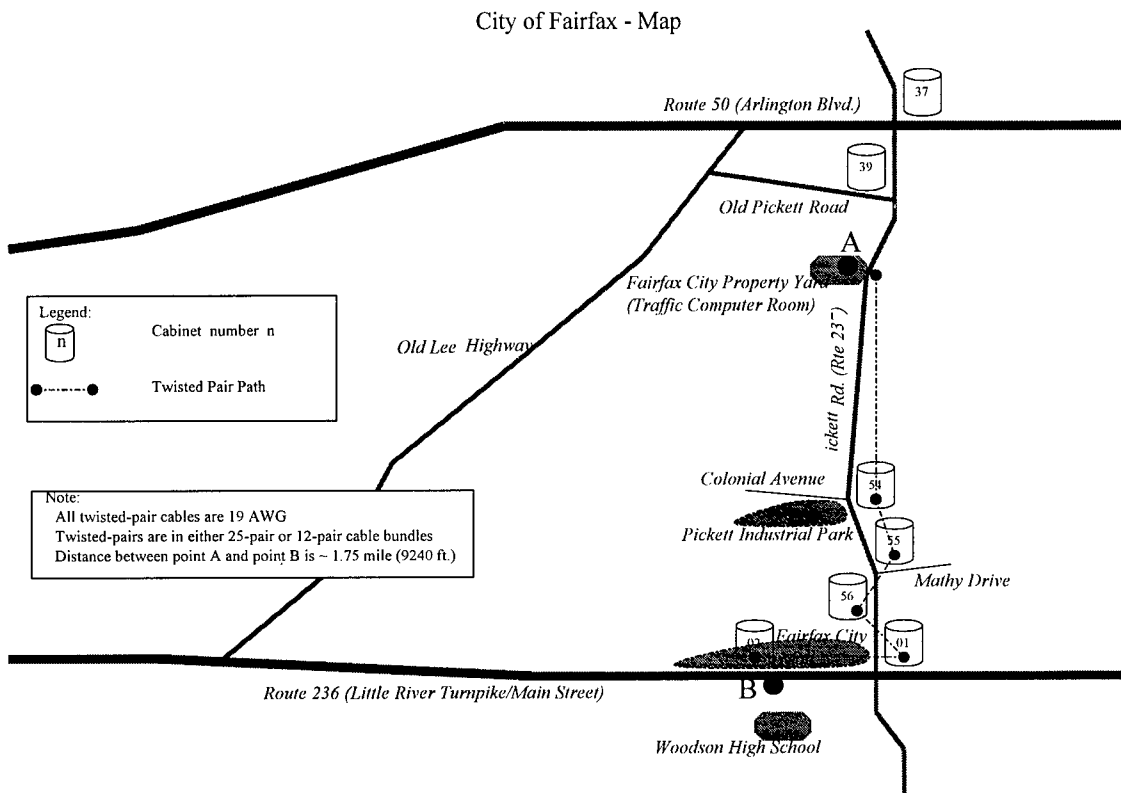 City of Fairfax - Map
37
Route 50 (Arlington Blvd.)
39
Old Pickett Road
A
Fairfax City Property Yard
(Traffic Computer Room)
Legend:
n
Cabinet number n
Twisted Pair Path
Old Lee Highway
ickett Rd. (Rte 237
Colonial Avenue
54
Note:
All twisted-pair cables are 19 AWG
Twisted-pairs are in either 25-pair or 12-pair cable bundles
Distance between point A and point B is ~ 1.75 mile (9240 ft.)
Pickett Industrial Park
55
Mathy Drive
56
02
Fairfax City
01
Route 236 (Little River Turnpike/Main Street)
B
Woodson High School